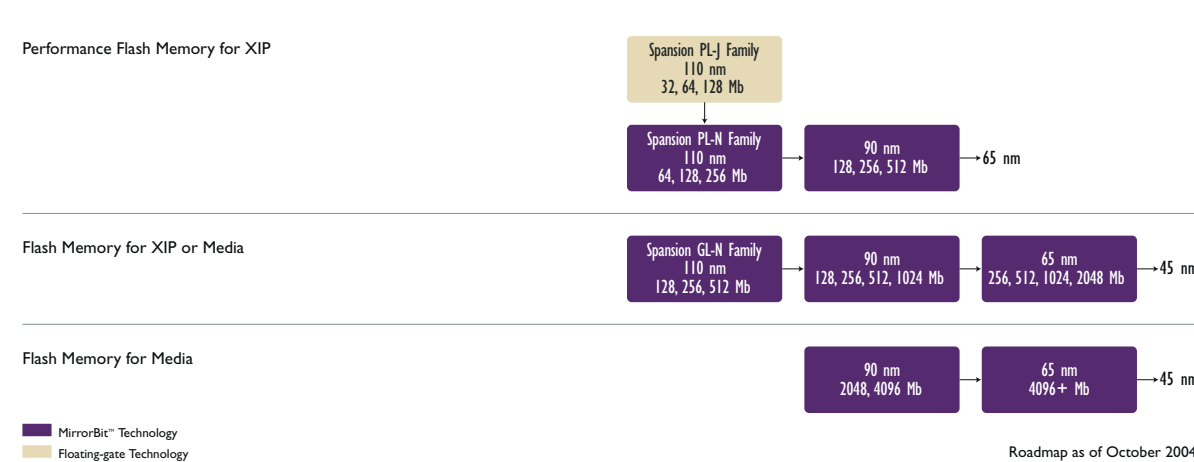 Performance Flash Memory for XIP
Spansion PL-J Family
110 nm
32, 64, 128 Mb
Spansion PL-N Family
110 nm
64, 128, 256 Mb
90 nm
128, 256, 512 Mb
65 nm
Flash Memory for XIP or Media
Spansion GL-N Family
110 nm
128, 256, 512 Mb
90 nm
128, 256, 512, 1024 Mb
65 nm
256, 512, 1024, 2048 Mb
45 nm
Flash Memory for Media
90 nm
2048, 4096 Mb
65 nm
4096+ Mb
45 nm
MirrorBit™ Technology
Floating-gate Technology
Roadmap as of October 2004